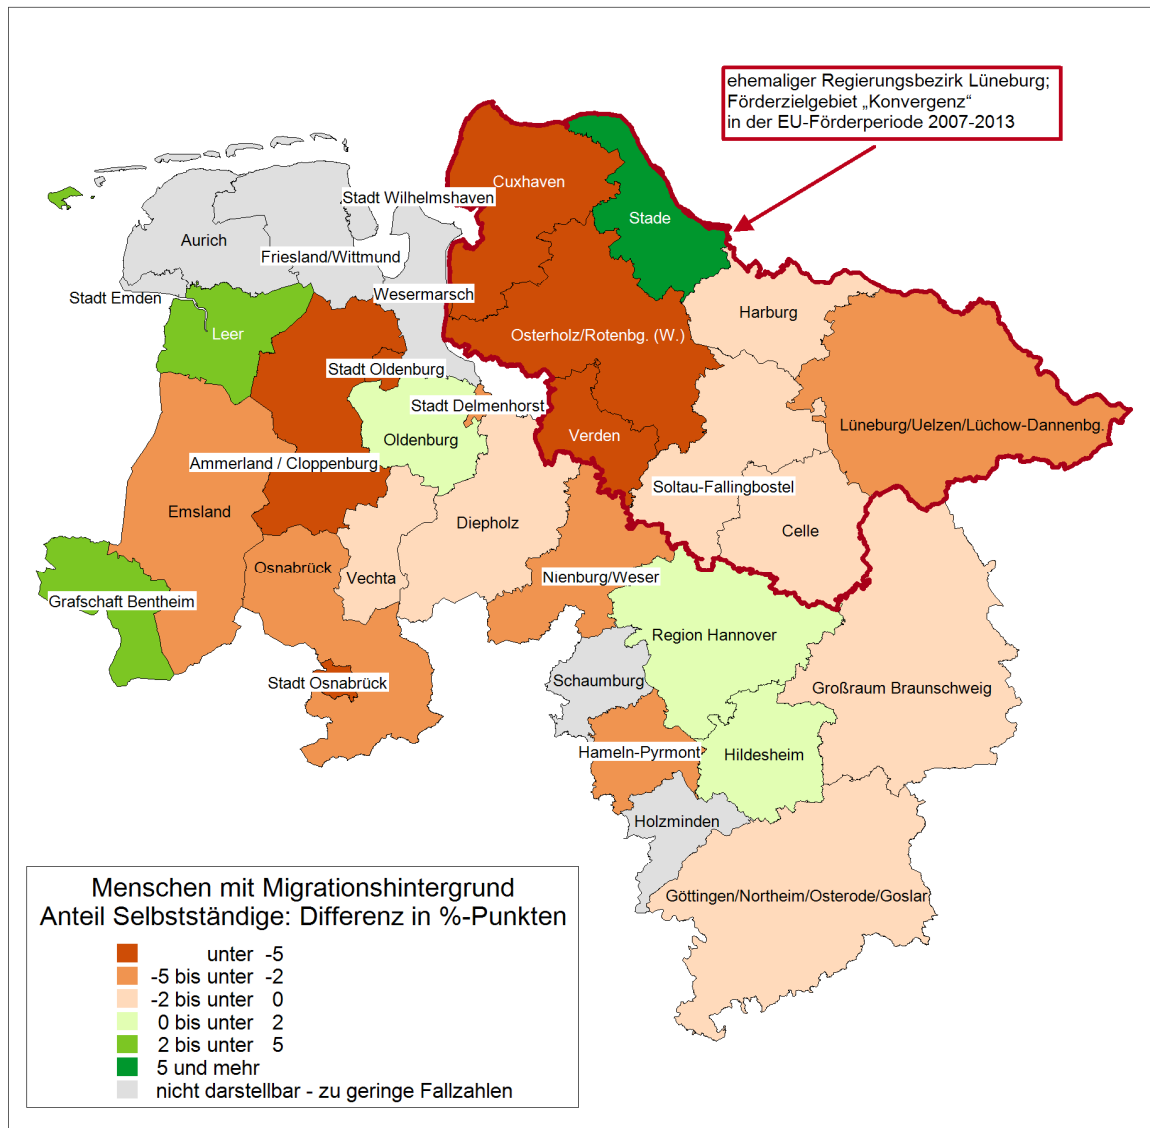 ehemaliger Regierungsbezirk Lüneburg;
Förderzielgebiet „Konvergenz“
in der EU-Förderperiode 2007-2013
Cuxhaven
Stadt Wilhelmshaven
Stade
Aurich
Friesland/Wittmund
Stadt Emden
Wesermarsch
Harburg
Leer
Osterholz/Rotenbg. (W.)
Stadt Oldenburg
Stadt Delmenhorst
Lüneburg/Uelzen/Lüchow-Dannenbg.
Oldenburg
Verden
Ammerland / Cloppenburg
Soltau-Fallingbostel
Emsland
Diepholz
Celle
Osnabrück
Vechta
Nienburg/Weser
Grafschaft Bentheim
Region Hannover
Stadt Osnabrück
Schaumburg
Großraum Braunschweig
Hameln-Pyrmont
Hildesheim
Holzminden
Göttingen/Northeim/Osterode/Goslar
Menschen mit Migrationshintergrund
Anteil Selbstständige: Differenz in %-Punkten
unter -5
-5 bis unter -2
-2 bis unter 0
0 bis unter 2
2 bis unter 5
5 und mehr
nicht darstellbar - zu geringe Fallzahlen